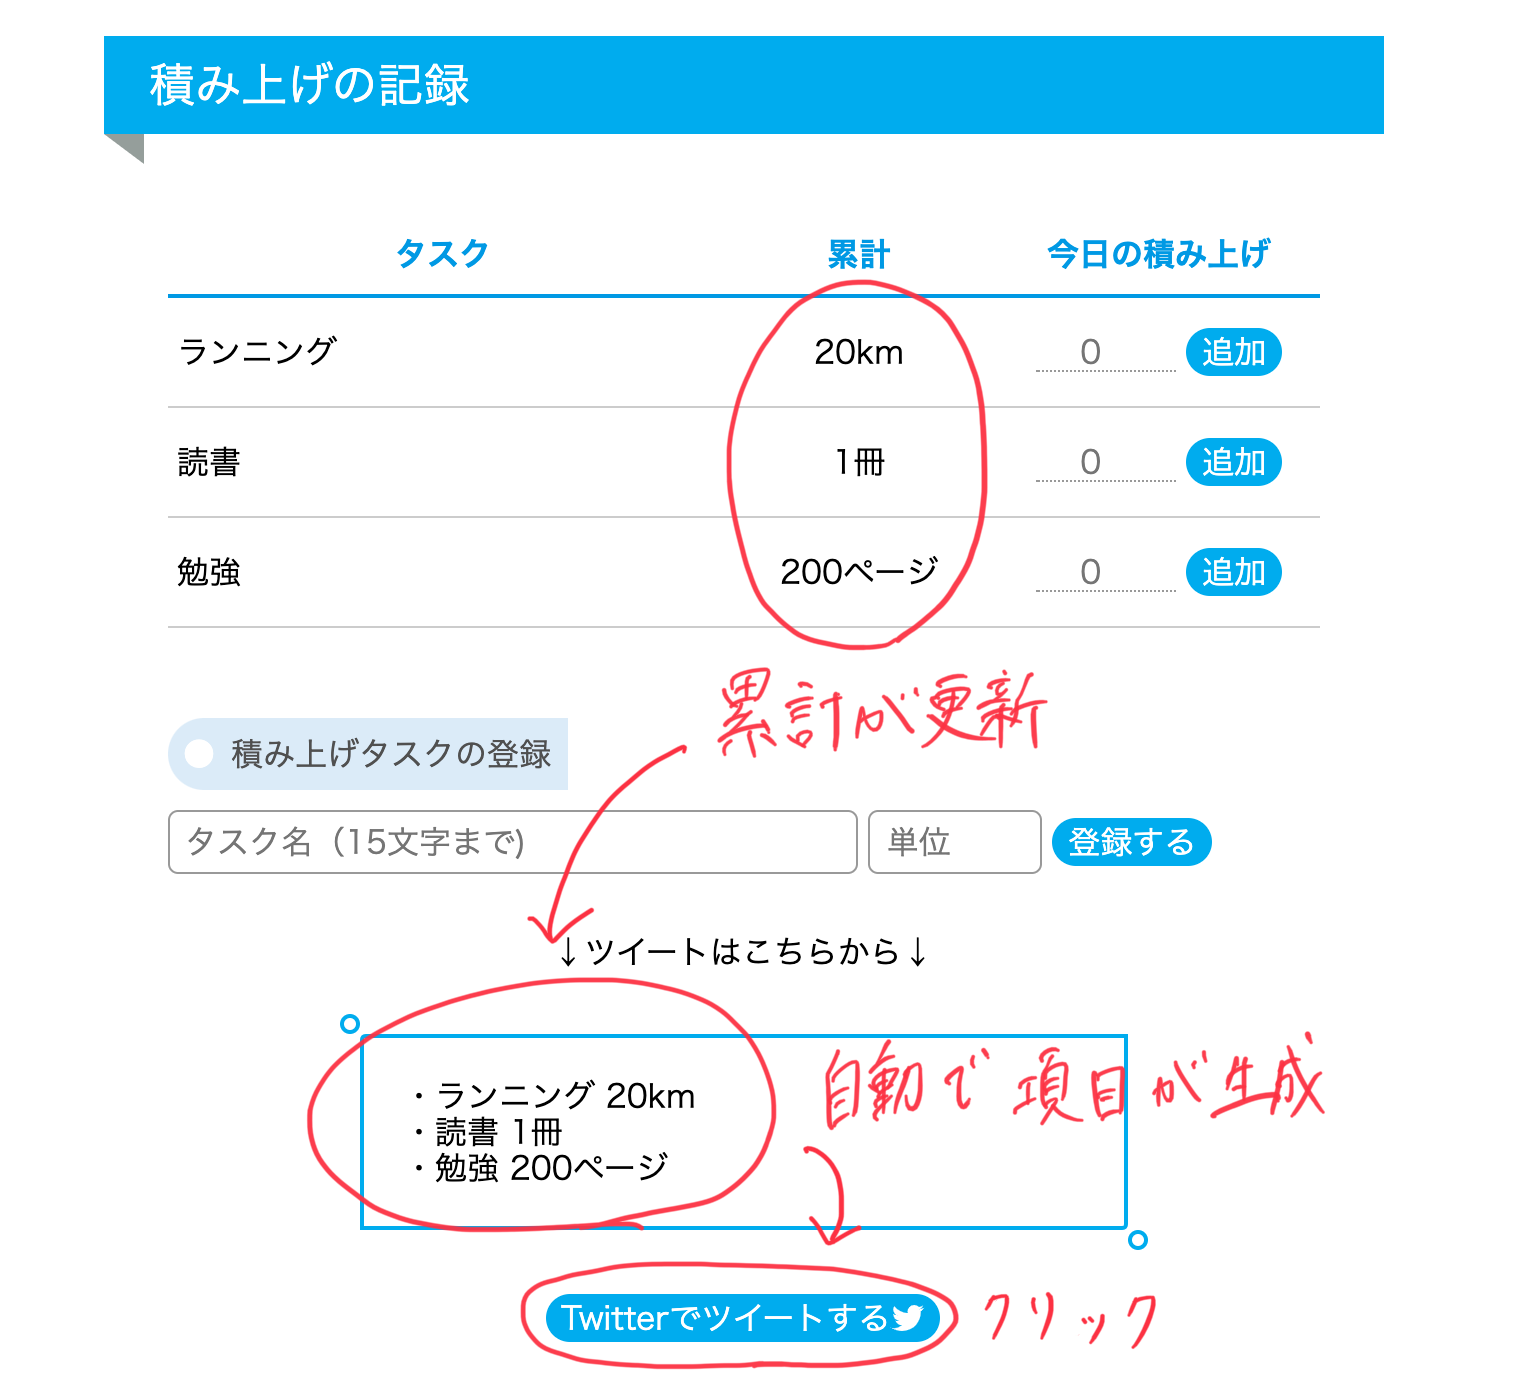 積み上げの記録
タスク 累計 今日の積み上げ
ランニング 20km 0 追加
読書 1冊 0 追加
勉強 200ページ 0 追加
累計が更新
積み上げタスクの登録
タスク名（15文字まで) 単位 登録する
↓ツイートはこちらから↓
・ランニング 20km
・読書 1冊
・勉強 200ページ
自動で項目が生成
Twitterでツイートする クリック